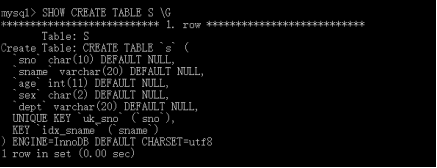 mysql> SHOW CREATE TABLE S \G
*************************** 1. row ***************************
Table: S
Create Table: CREATE TABLE `s` (
`sno` char(10) DEFAULT NULL,
`sname` varchar(20) DEFAULT NULL,
`age` int(11) DEFAULT NULL,
`sex` char(2) DEFAULT NULL,
`dept` varchar(20) DEFAULT NULL,
UNIQUE KEY `uk_sno` (`sno`),
KEY `idx_sname` (`sname`)
) ENGINE=InnoDB DEFAULT CHARSET=utf8
1 row in set (0.00 sec)